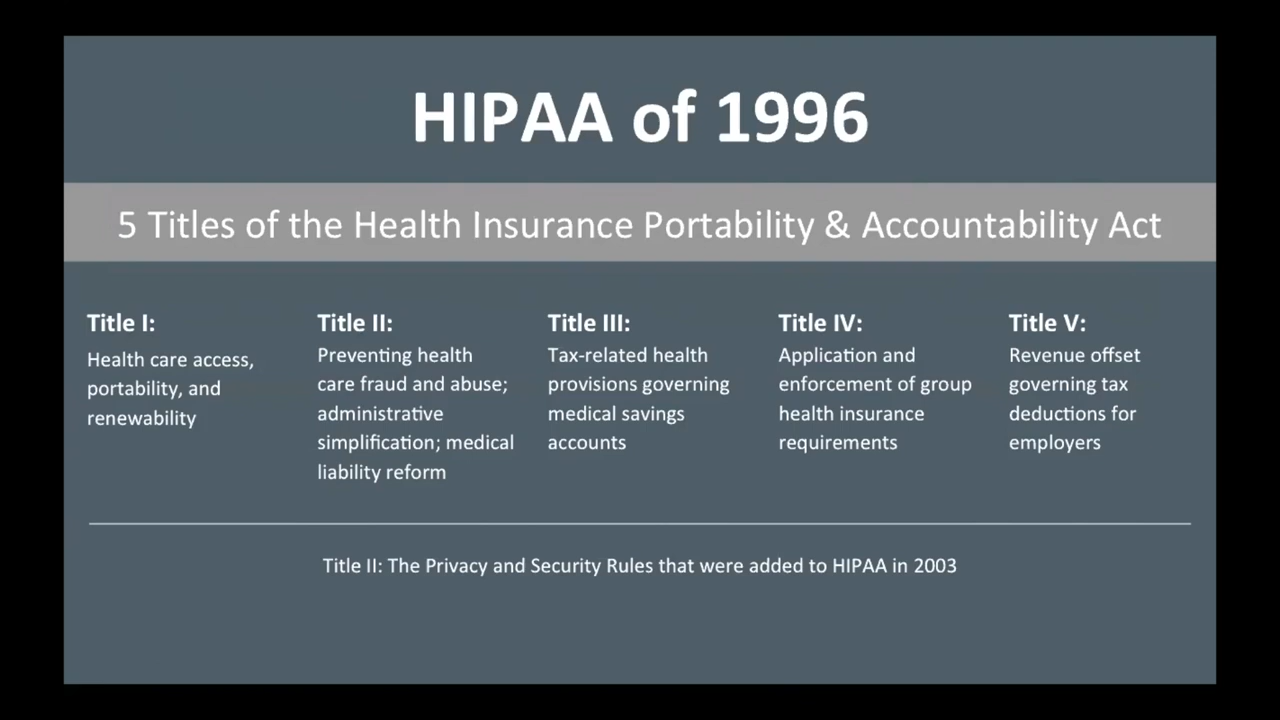 HIPAA of 1996
5 Titles of the Health Insurance Portability & Accountability Act
Title I:
Health care access,
portability, and
renewability
Title II:
Preventing health
care fraud and abuse;
administrative
simplification; medical
liability reform
Title III:
Tax-related health
provisions governing
medical savings
accounts
Title IV:
Application and
enforcement of group
health insurance
requirements
Title V:
Revenue offset
governing tax
deductions for
employers
Title II: The Privacy and Security Rules that were added to HIPAA in 2003